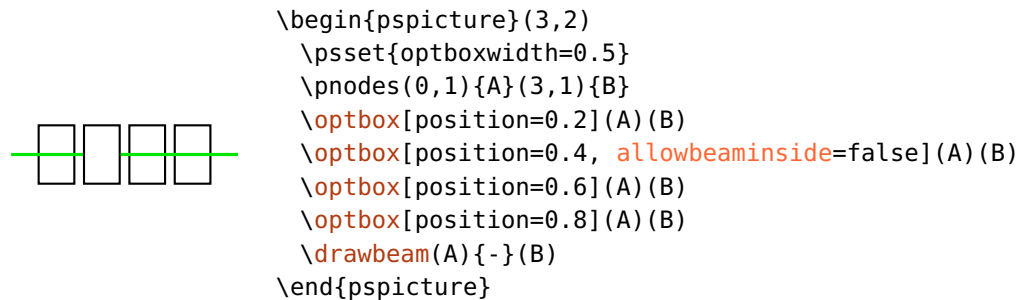 \begin{pspicture}(3,2)
  \psset{optboxwidth=0.5}
  \pnodes(0,1){A}(3,1){B}
  \optbox[position=0.2](A)(B)
  \optbox[position=0.4, allowbeaminside=false](A)(B)
  \optbox[position=0.6](A)(B)
  \optbox[position=0.8](A)(B)
  \drawbeam(A){-}(B)
\end{pspicture}